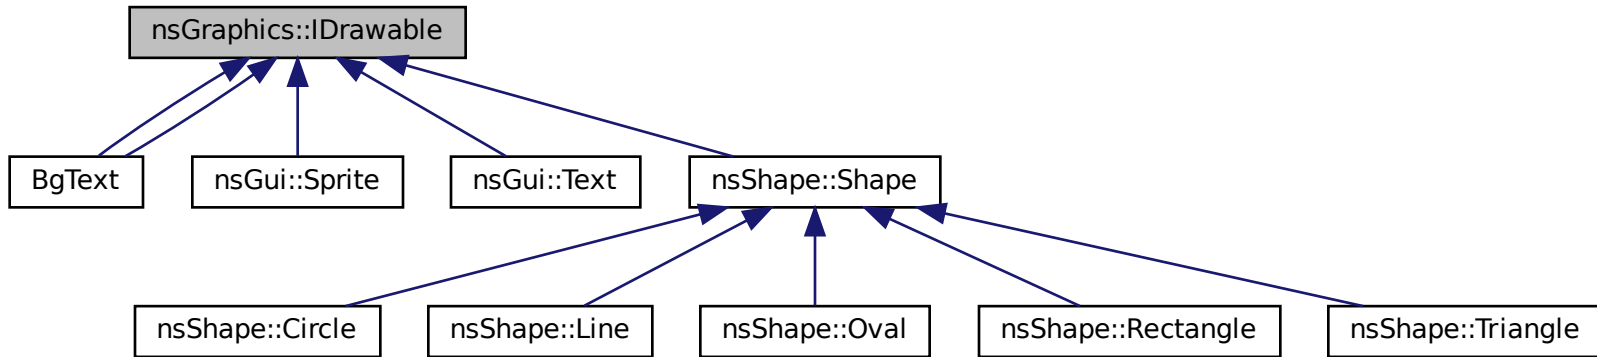 nsGraphics::IDrawable
BgText
nsGui::Sprite
nsGui::Text
nsShape::Shape
nsShape::Circle
nsShape::Line
nsShape::Oval
nsShape::Rectangle
nsShape::Triangle